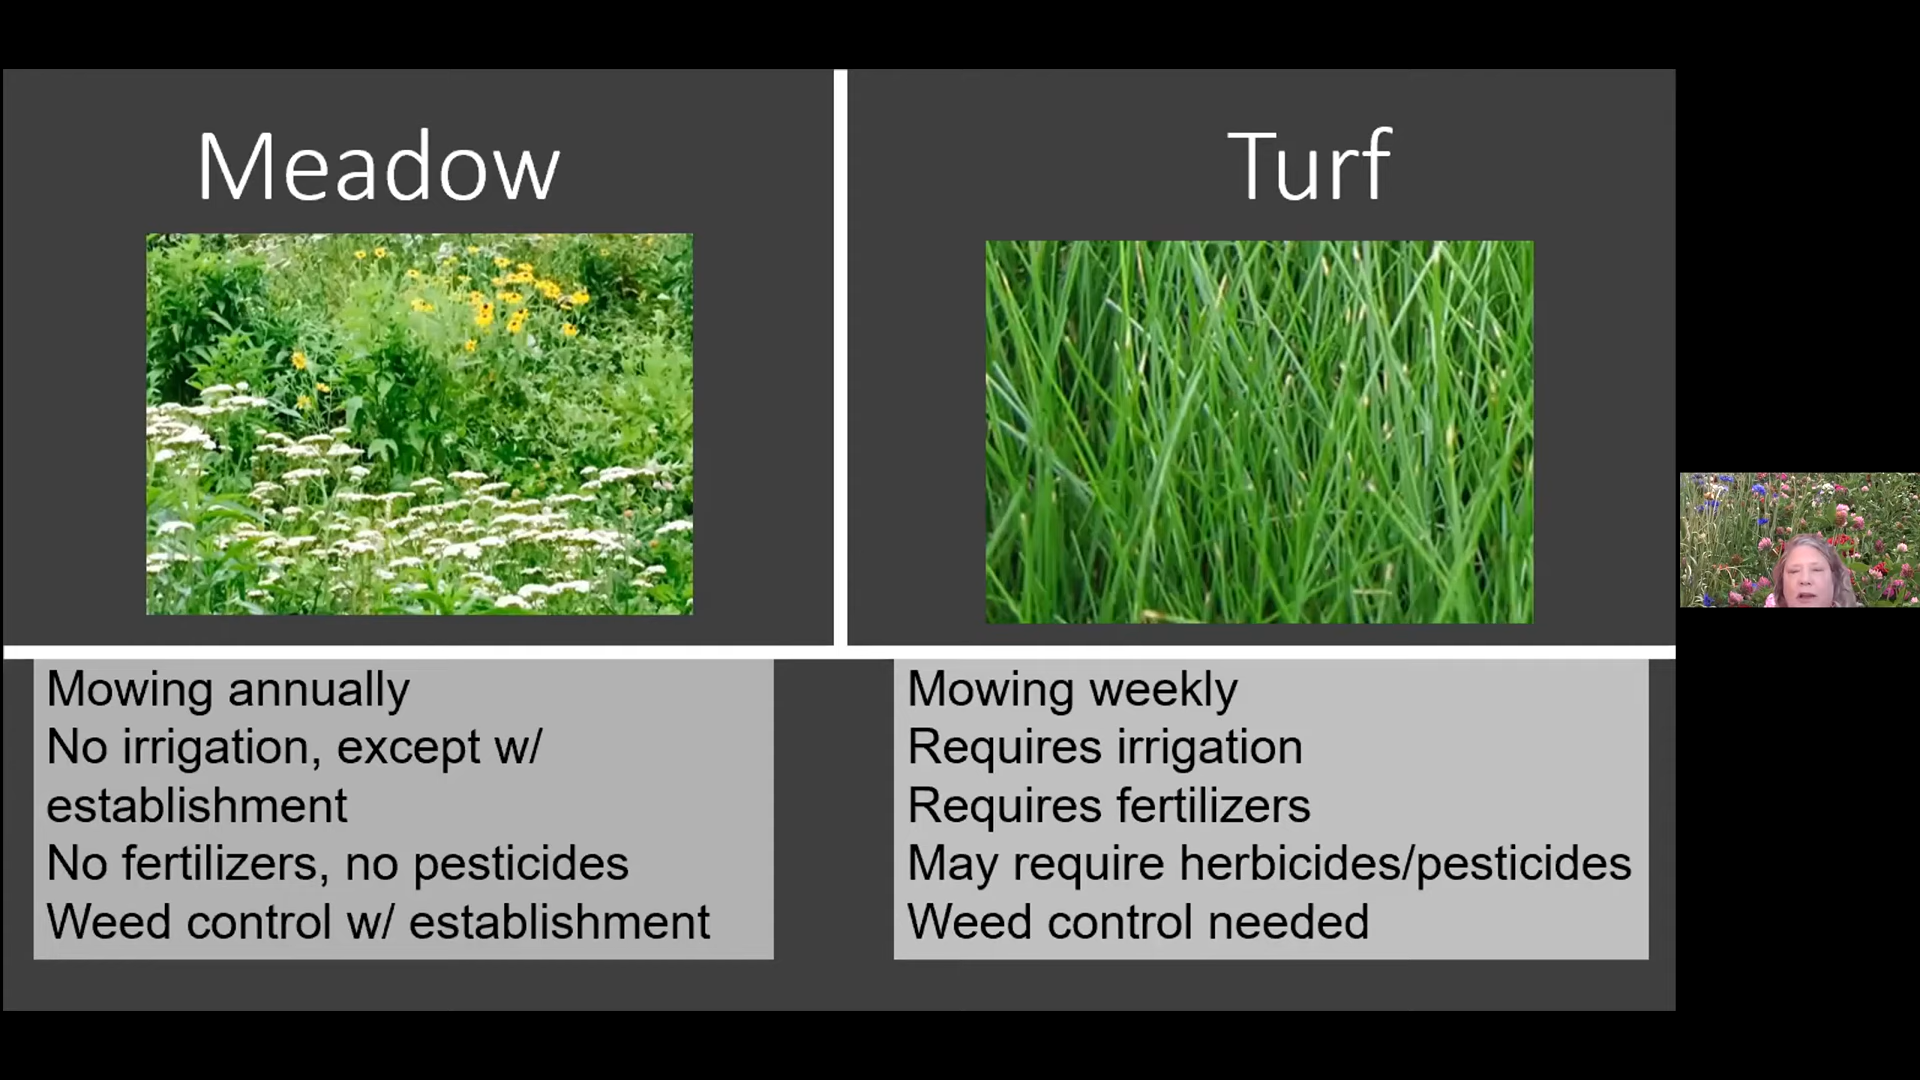 Meadow
Turf
Mowing annually
No irrigation, except w/
establishment
No fertilizers, no pesticides
Weed control w/ establishment
Mowing weekly
Requires irrigation
Requires fertilizers
May require herbicides/pesticides
Weed control needed